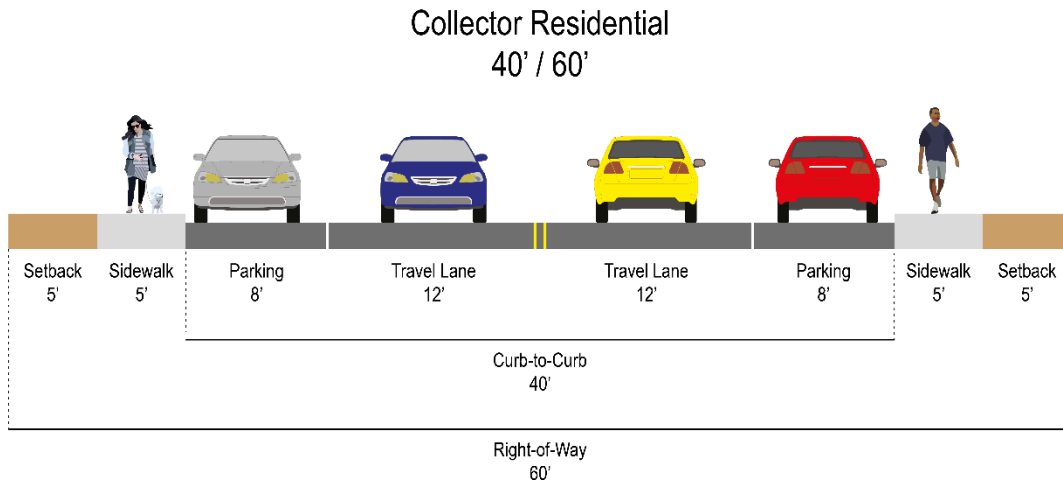 Collector Residential
40’ / 60’
Setback
5’
Sidewalk
5’
Parking
8’
Travel Lane
12’
Travel Lane
12’
Parking
8’
Sidewalk
5’
Setback
5’
Curb-to-Curb
40’
Right-of-Way
60’